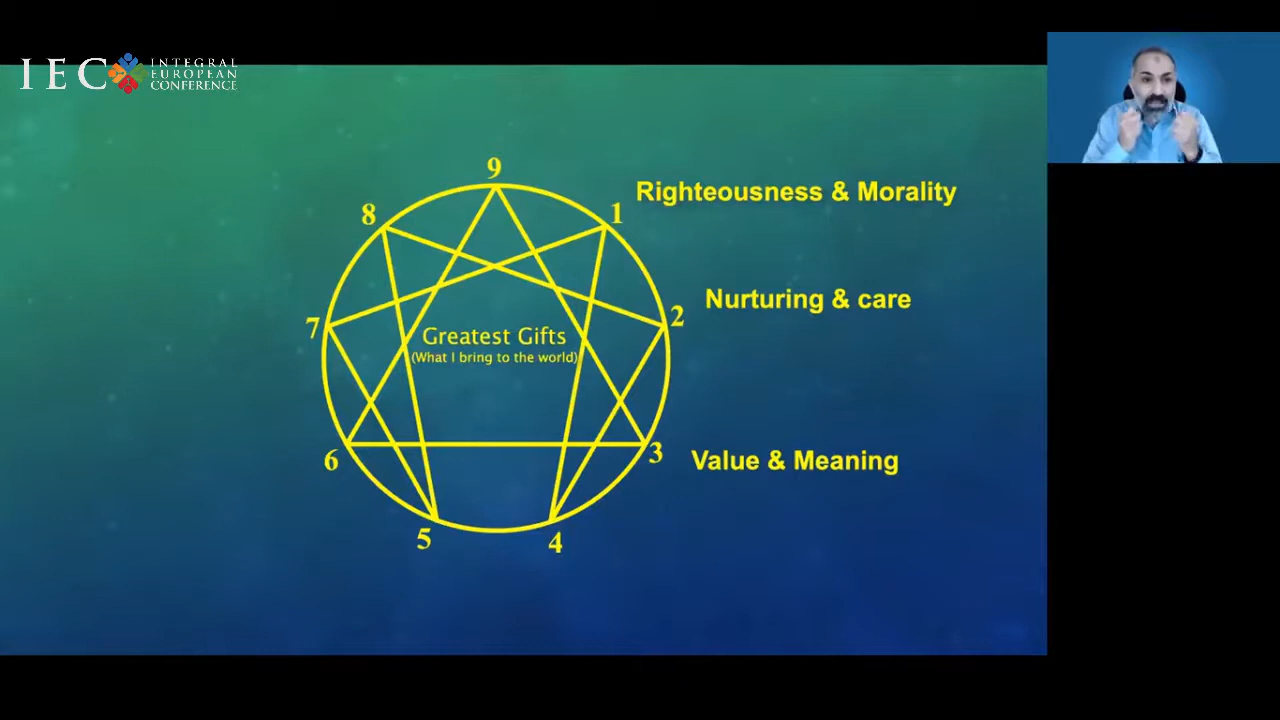 IEC INTEGRAL
EUROPEAN
CONFERENCE
9
8
1
Righteousness & Morality
Nurturing & care
7
2
Greatest Gifts
(What I bring to the world)
6
3
Value & Meaning
5
4